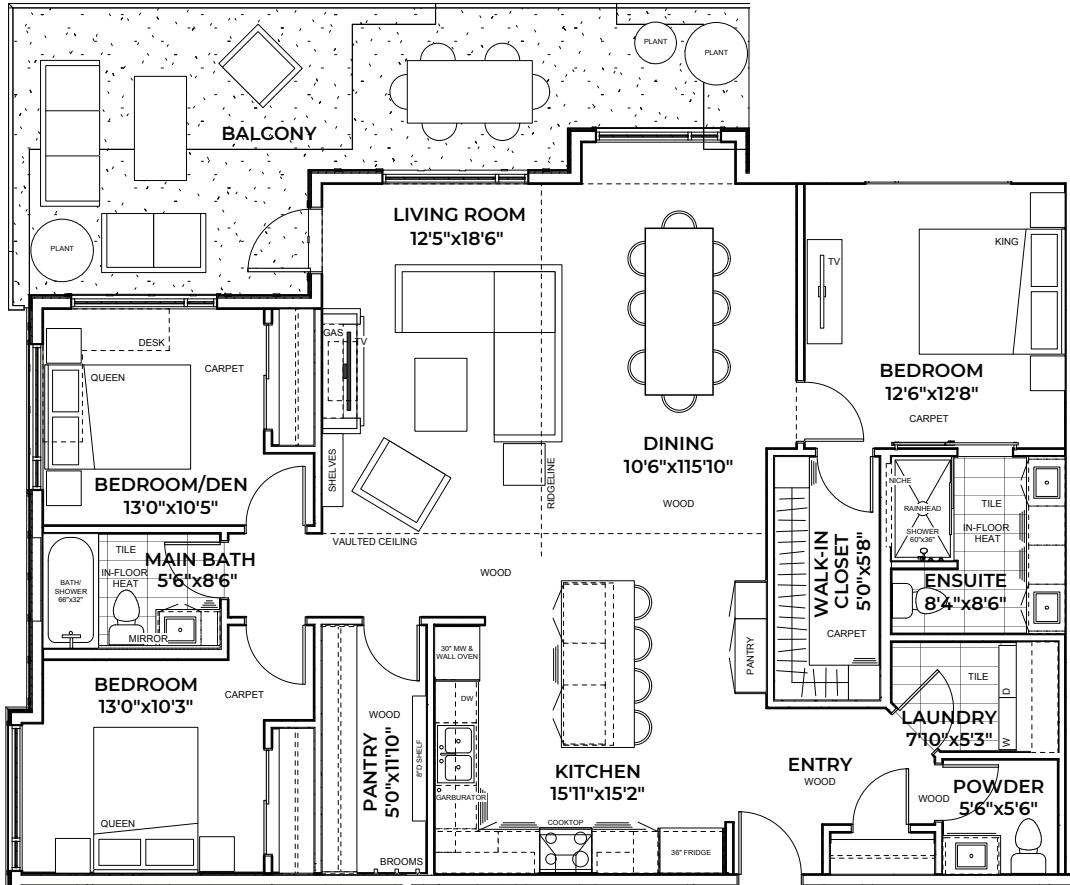 PLANT
PLANT
BALCONY
PLANT
LIVING ROOM
12'5"x18'6"
KING
TV
BEDROOM
12'6"x12'8"
CARPET
DESK
QUEEN
CARPET
GAS
TV
SHELVES
BEDROOM/DEN
13'0"x10'5"
DINING
10'6"x115'10"
WOOD
RIDGELINE
VAULTED CEILING
WOOD
NICHE
RAINHEAD
SHOWER
60"x36"
TILE
IN-FLOOR
HEAT
ENSUITE
8'4"x8'6"
WALK-IN
CLOSET
5'0"x5'8"
CARPET
TILE
MAIN BATH
5'6"x8'6"
IN-FLOOR
HEAT
BATH/
SHOWER
66"x32"
MIRROR
BEDROOM
13'0"x10'3"
CARPET
QUEEN
WOOD
PANTRY
5'0"x11'10"
8"D SHELF
BROOMS
30" MW &
WALL OVEN
DW
GARBURATOR
KITCHEN
15'11"x15'2"
COOKTOP
36" FRIDGE
PANTRY
ENTRY
WOOD
TILE
D
W
LAUNDRY
7'10"x5'3"
WOOD
POWDER
5'6"x5'6"